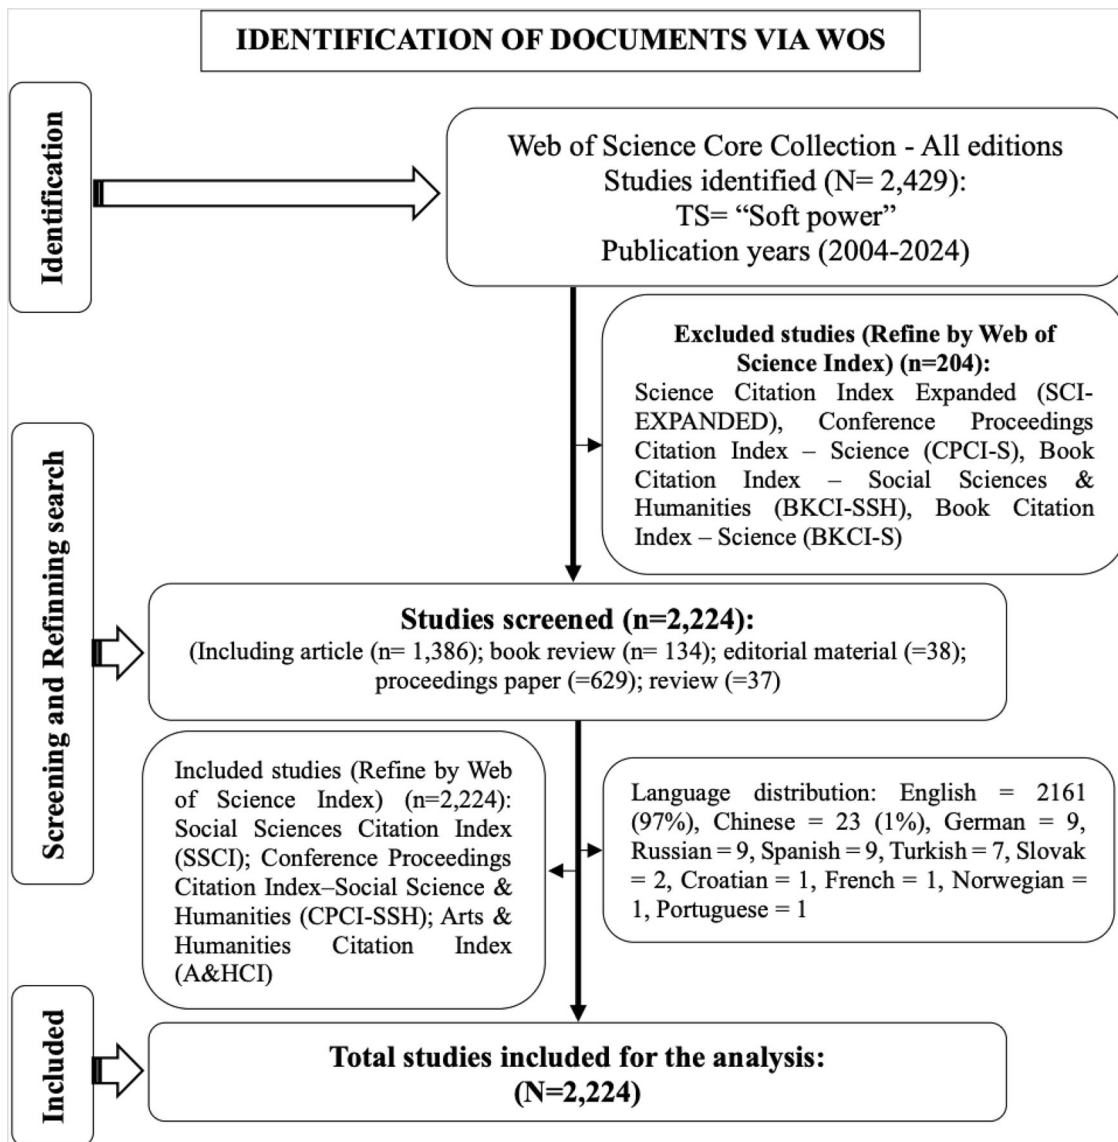 IDENTIFICATION OF DOCUMENTS VIA WOS
Identification
Web of Science Core Collection - All editions
Studies identified (N= 2,429):
TS= “Soft power”
Publication years (2004-2024)
Excluded studies (Refine by Web of
Science Index) (n=204):
Science Citation Index Expanded (SCI-
EXPANDED), Conference Proceedings
Citation Index – Science (CPCI-S), Book
Citation Index – Social Sciences &
Humanities (BKCI-SSH), Book Citation
Index – Science (BKCI-S)
Screening and Refinning search
Studies screened (n=2,224):
(Including article (n= 1,386); book review (n= 134); editorial material (=38);
proceedings paper (=629); review (=37)
Included studies (Refine by Web
of Science Index) (n=2,224):
Social Sciences Citation Index
(SSCI); Conference Proceedings
Citation Index–Social Science &
Humanities (CPCI-SSH); Arts &
Humanities Citation Index
(A&HCI)
Language distribution: English = 2161
(97%), Chinese = 23 (1%), German = 9,
Russian = 9, Spanish = 9, Turkish = 7, Slovak
= 2, Croatian = 1, French = 1, Norwegian =
1, Portuguese = 1
Included
Total studies included for the analysis:
(N=2,224)